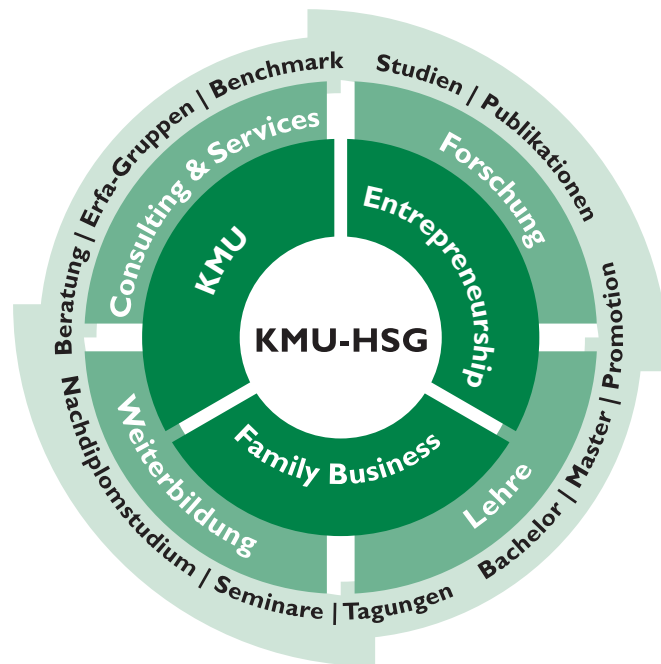 Beratung | Erfa-Gruppen | Benchmark
Studien | Publikationen
Consulting & Services
Forschung
KMU
Entrepreneurship
KMU-HSG
Family Business
Weiterbildung
Lehre
Nachdiplomstudium | Seminare | Tagungen
Bachelor | Master | Promotion